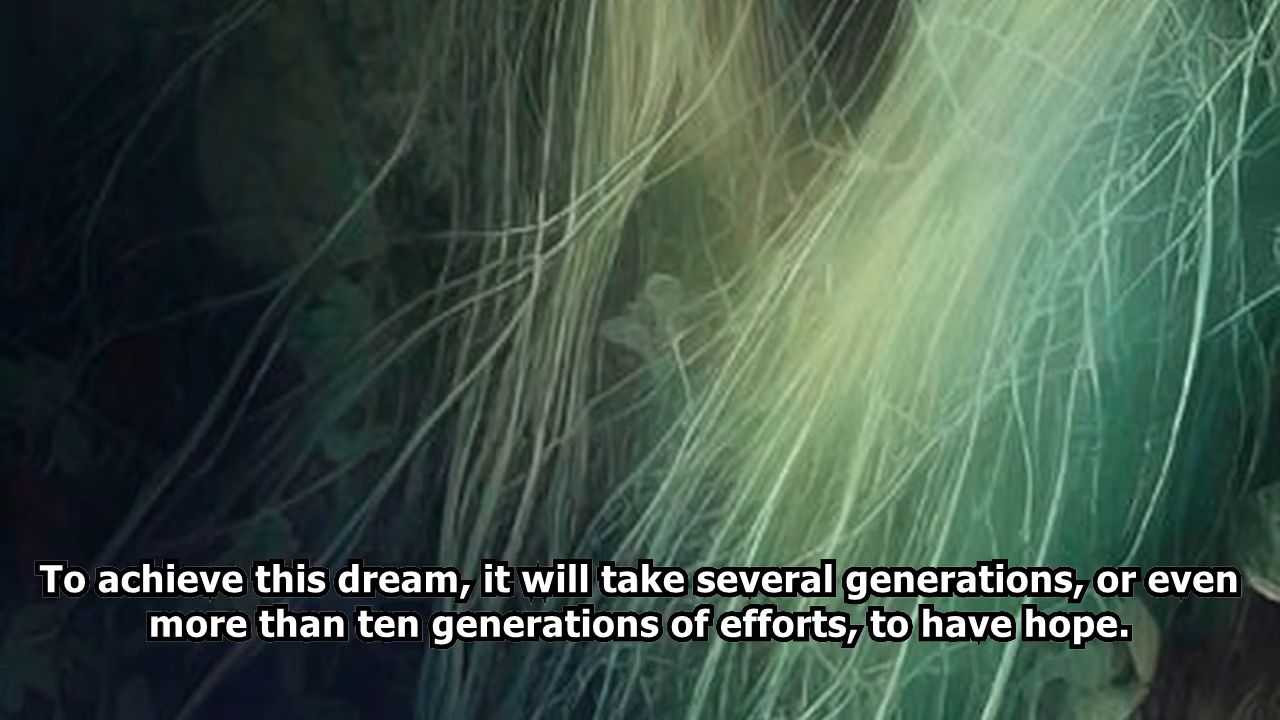 To achieve this dream, it will take several generations, or even
more than ten generations of efforts, to have hope.